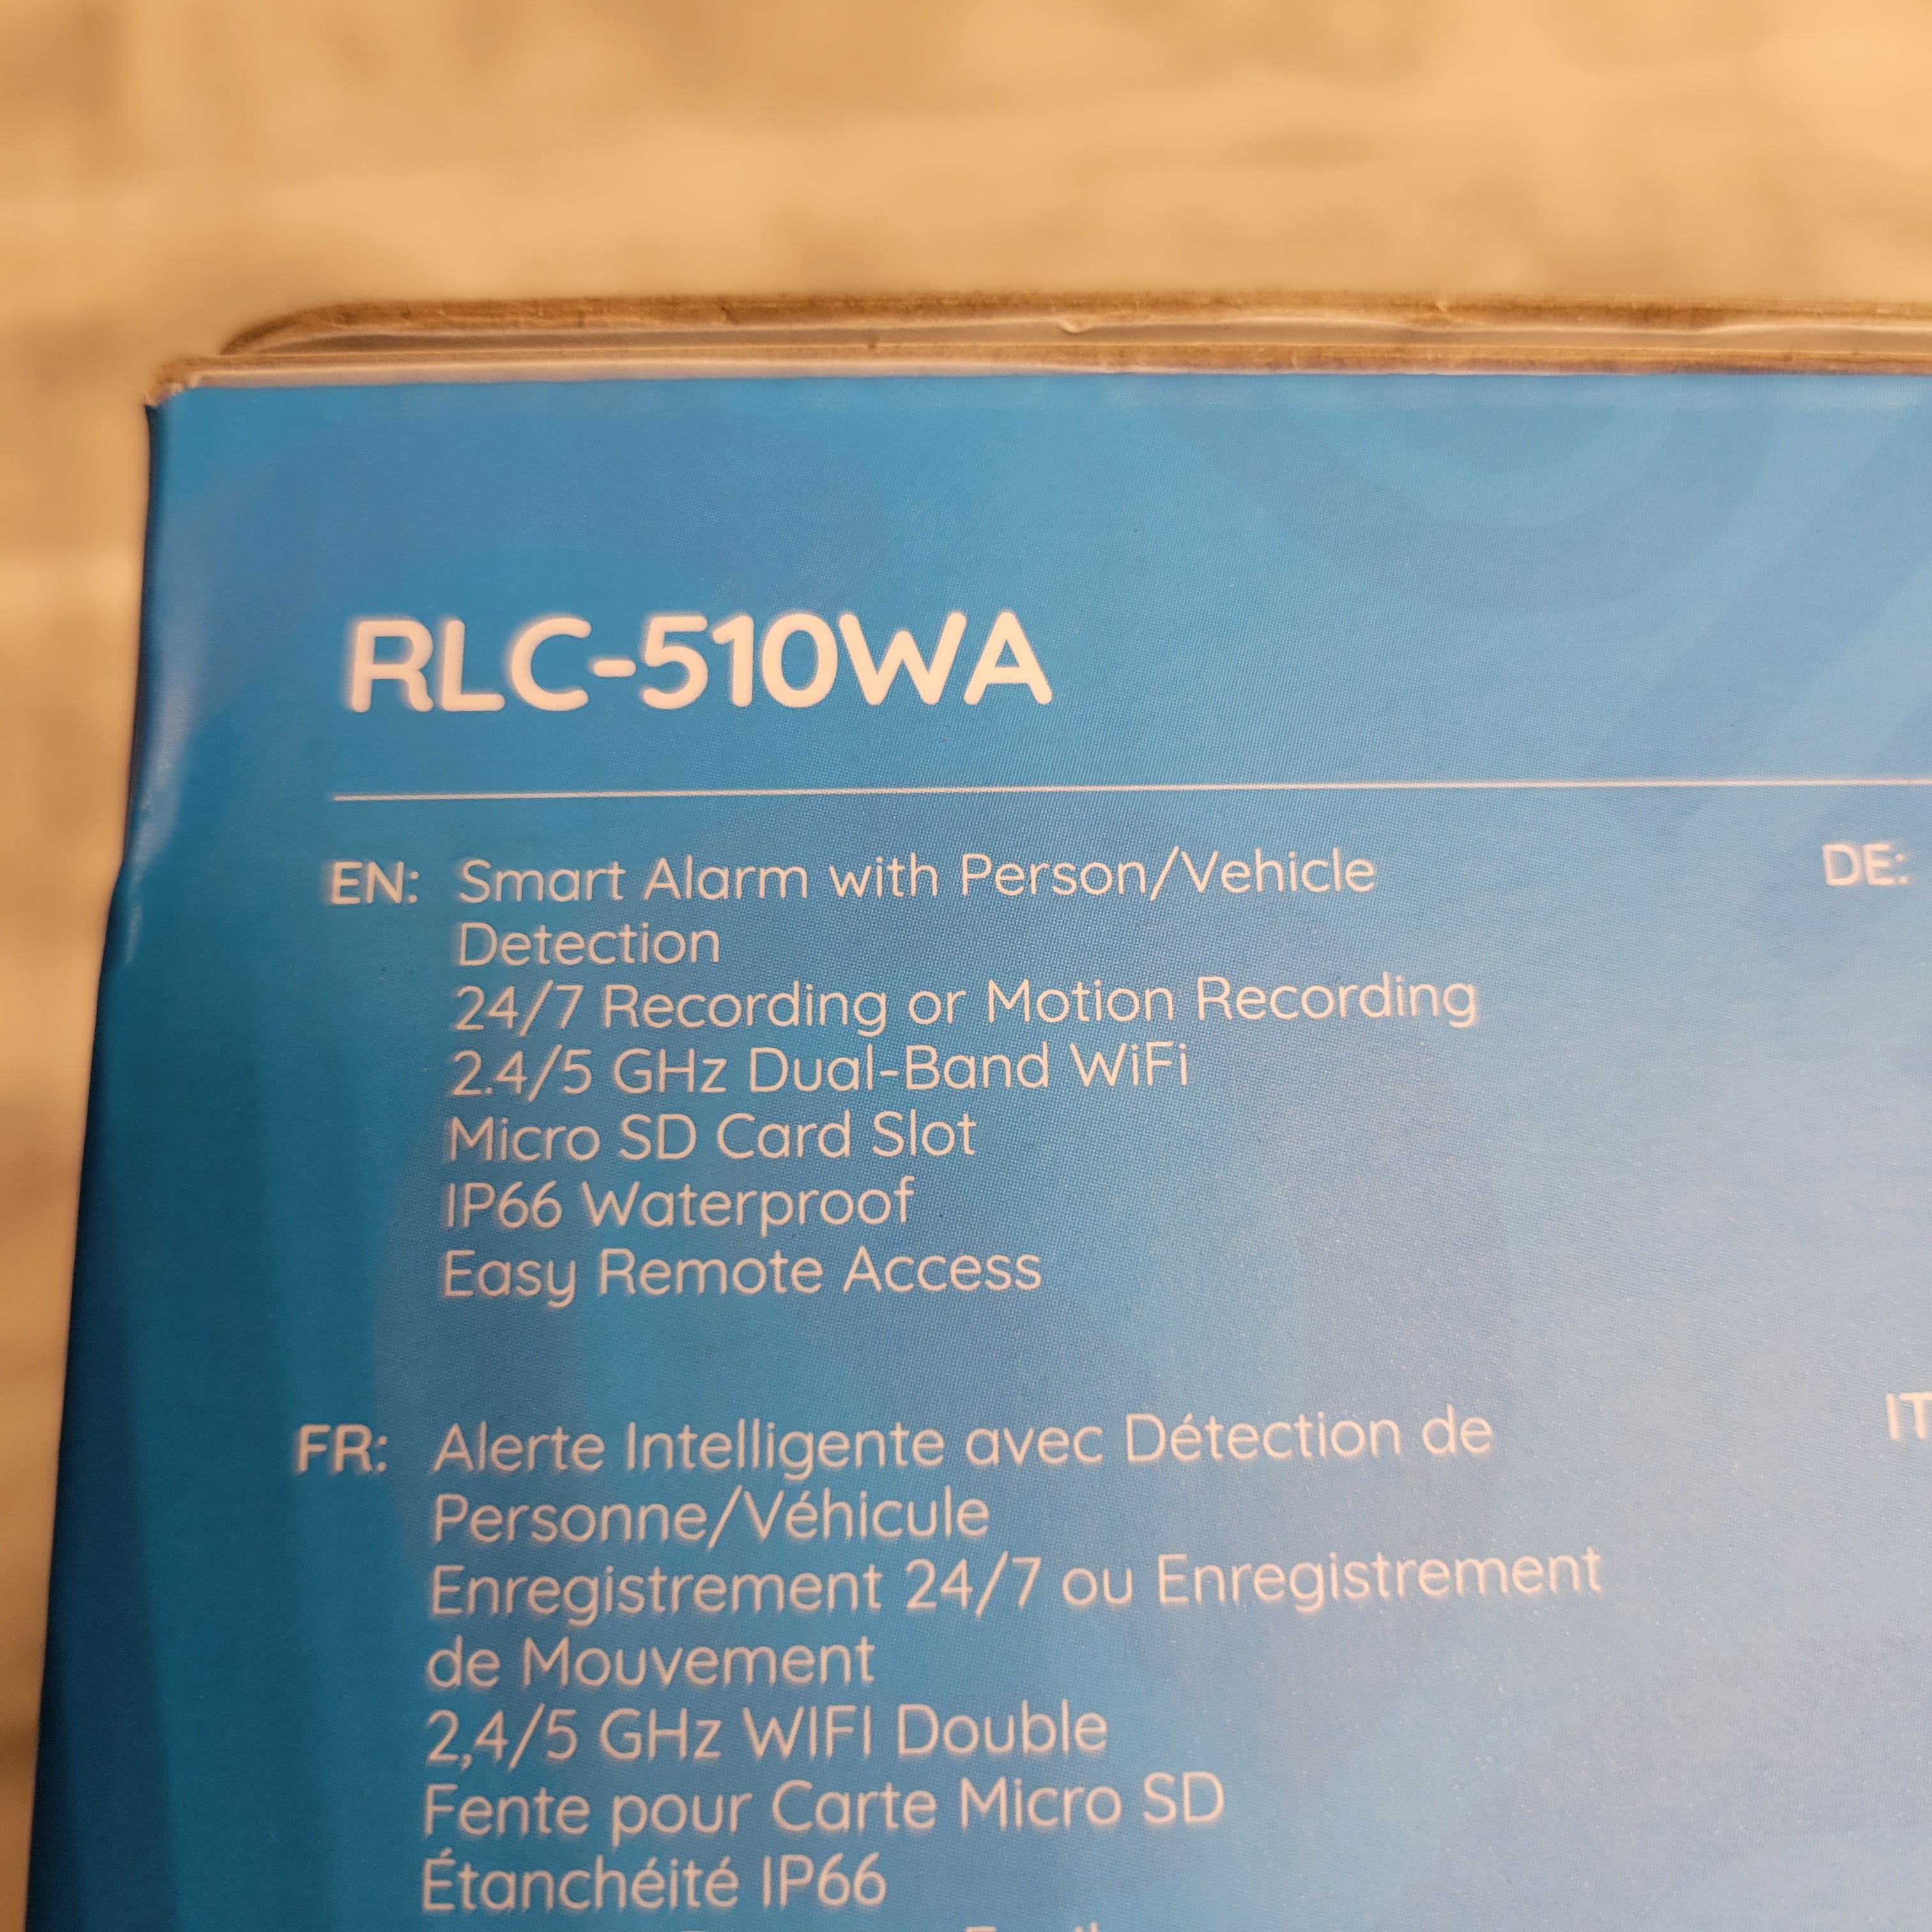 RLC-510WA
EN: Smart Alarm with Person/Vehicle
Detection
24/7 Recording or Motion Recording
2.4/5 GHz Dual-Band WiFi
Micro SD Card Slot
IP66 Waterproof
Easy Remote Access
DE:
FR: Alerte Intelligente avec Détection de
Personne/Véhicule
Enregistrement 24/7 ou Enregistrement
de Mouvement
2,4/5 GHz WIFI Double
Fente pour Carte Micro SD
Étanchéité IP66
IT